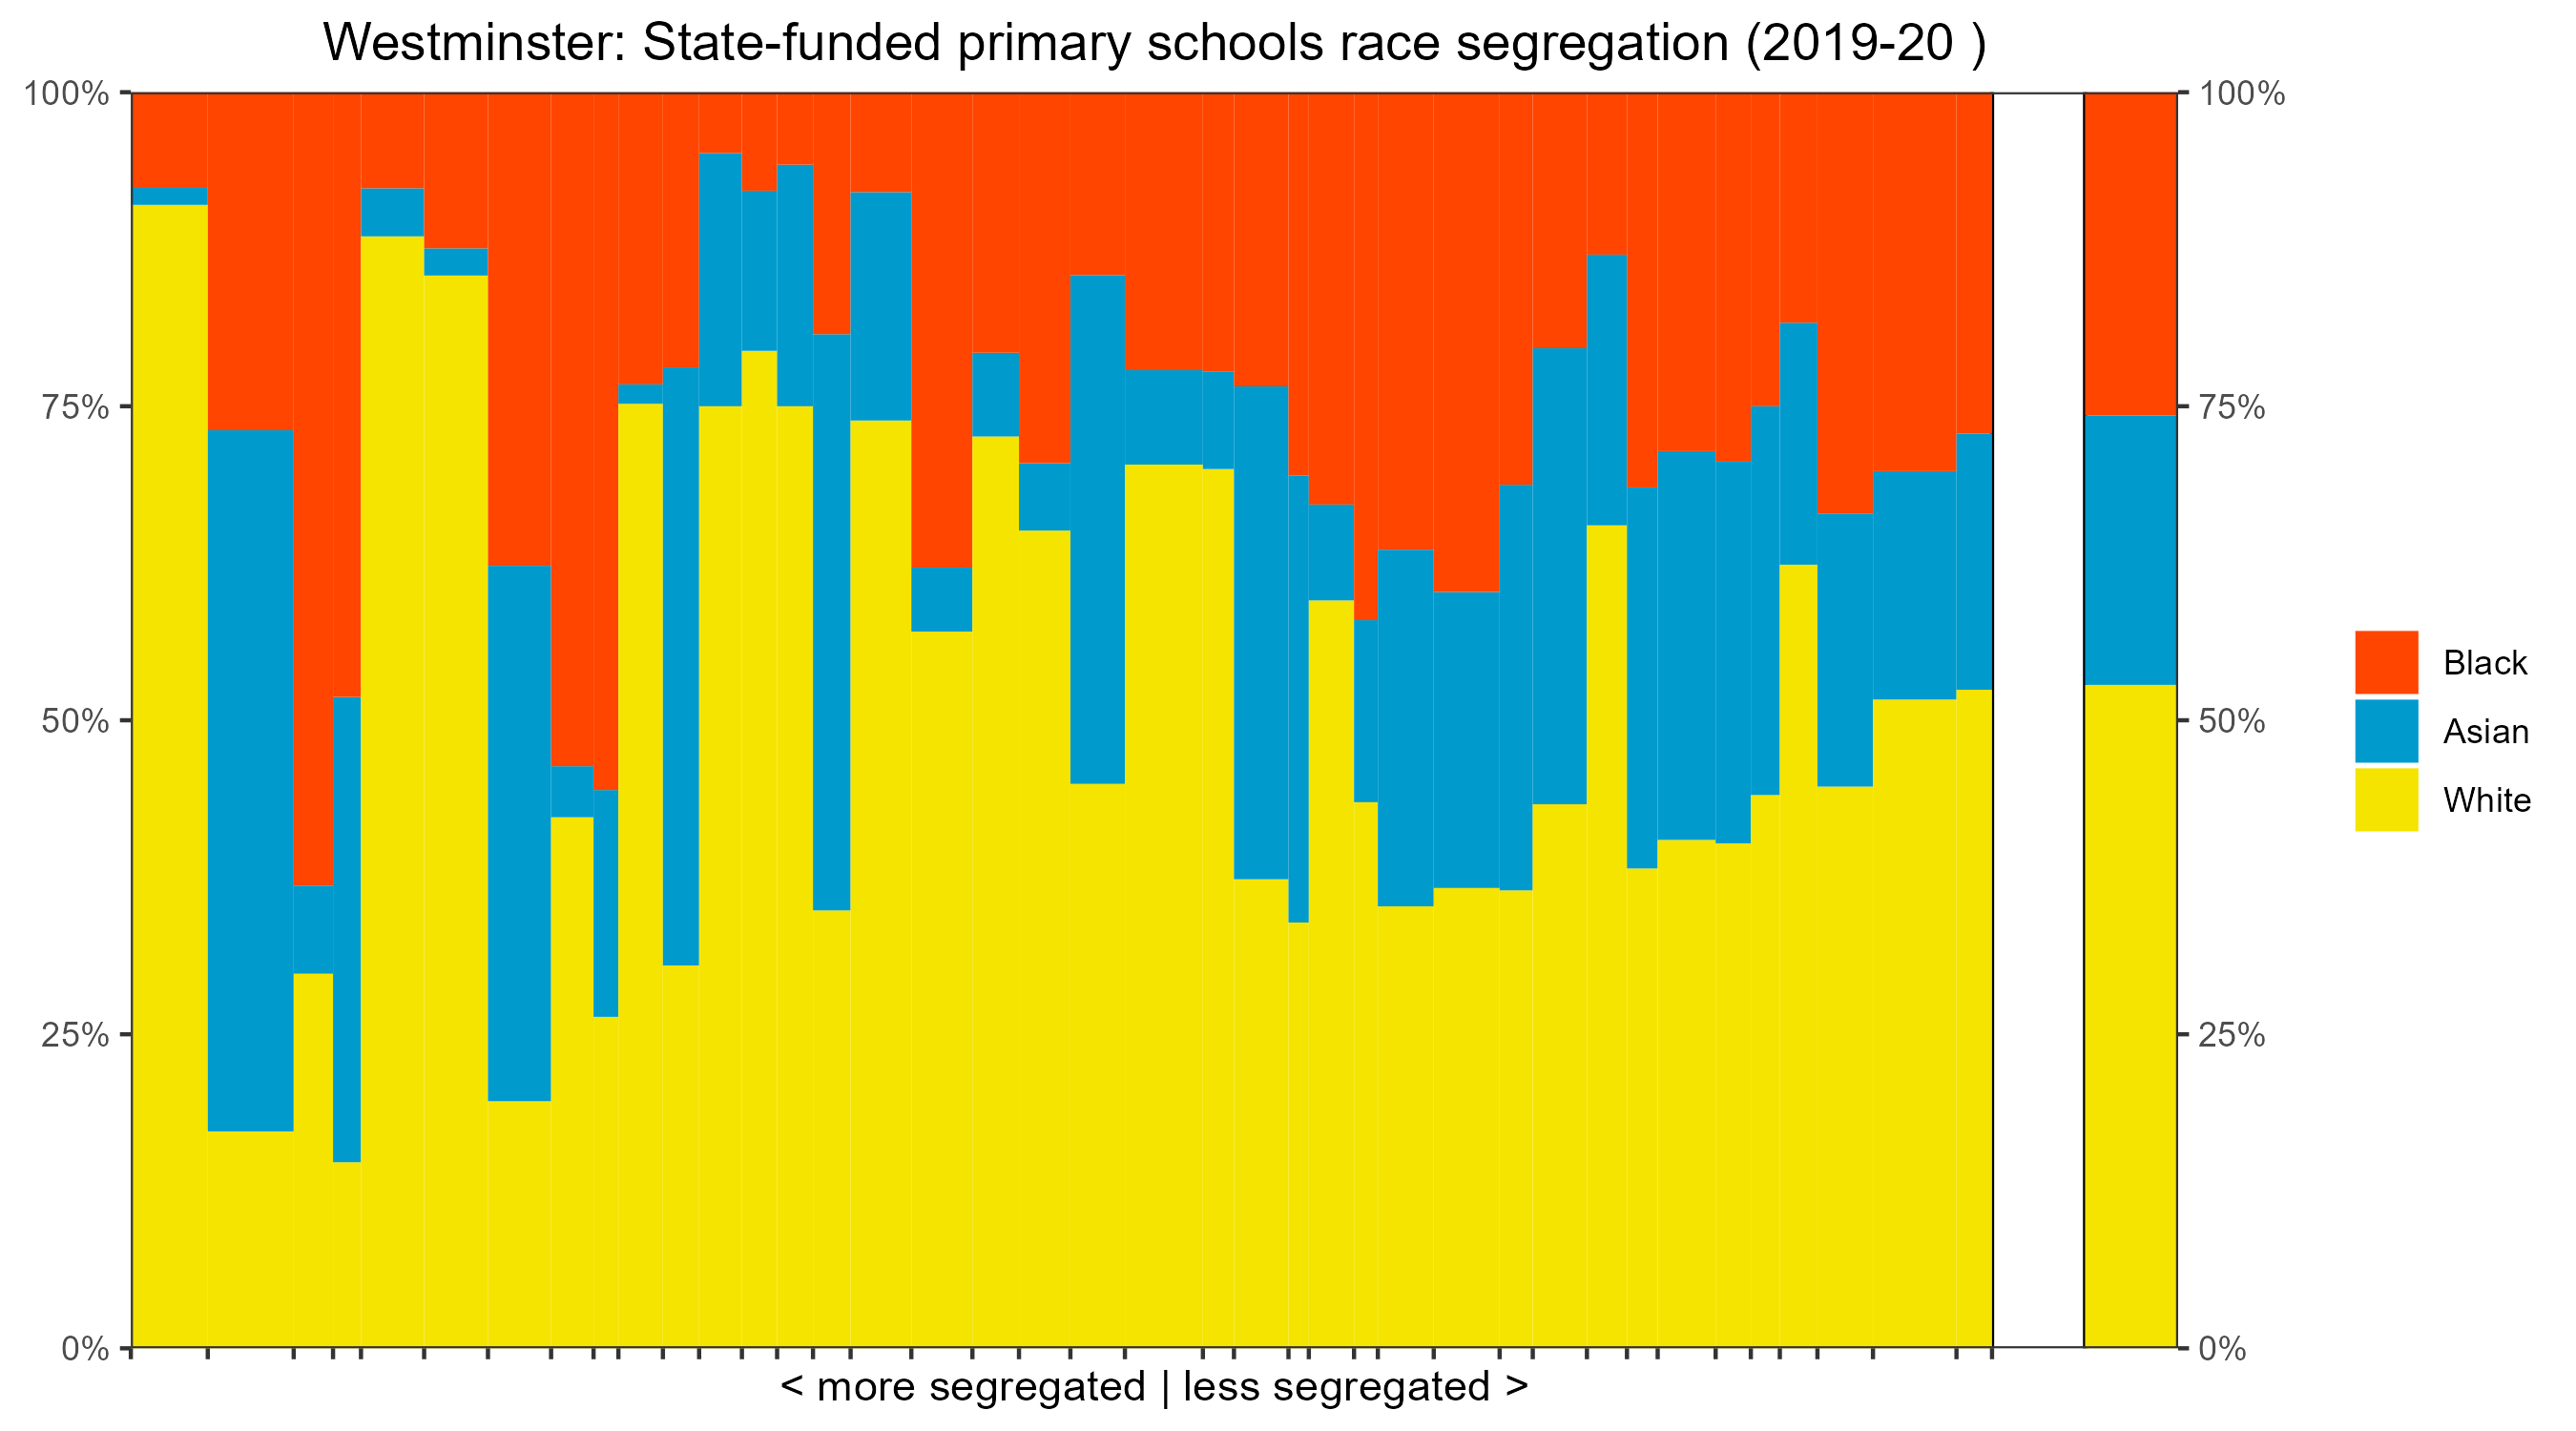 Westminster: State-funded primary schools race segregation (2019-20 )
100%
75%
50%
25%
0%
100%
75%
50%
25%
0%
Black
Asian
White
< more segregated | less segregated >